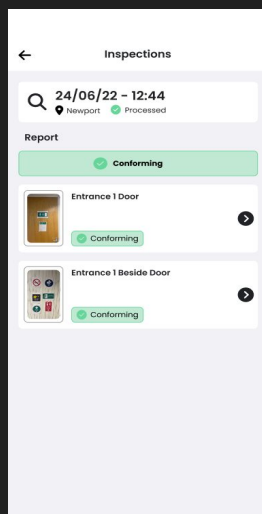 Inspections
24/06/22 - 12:44
Newport Processed
Report
Conforming
Entrance 1 Door
Conforming
Entrance 1 Beside Door
Conforming